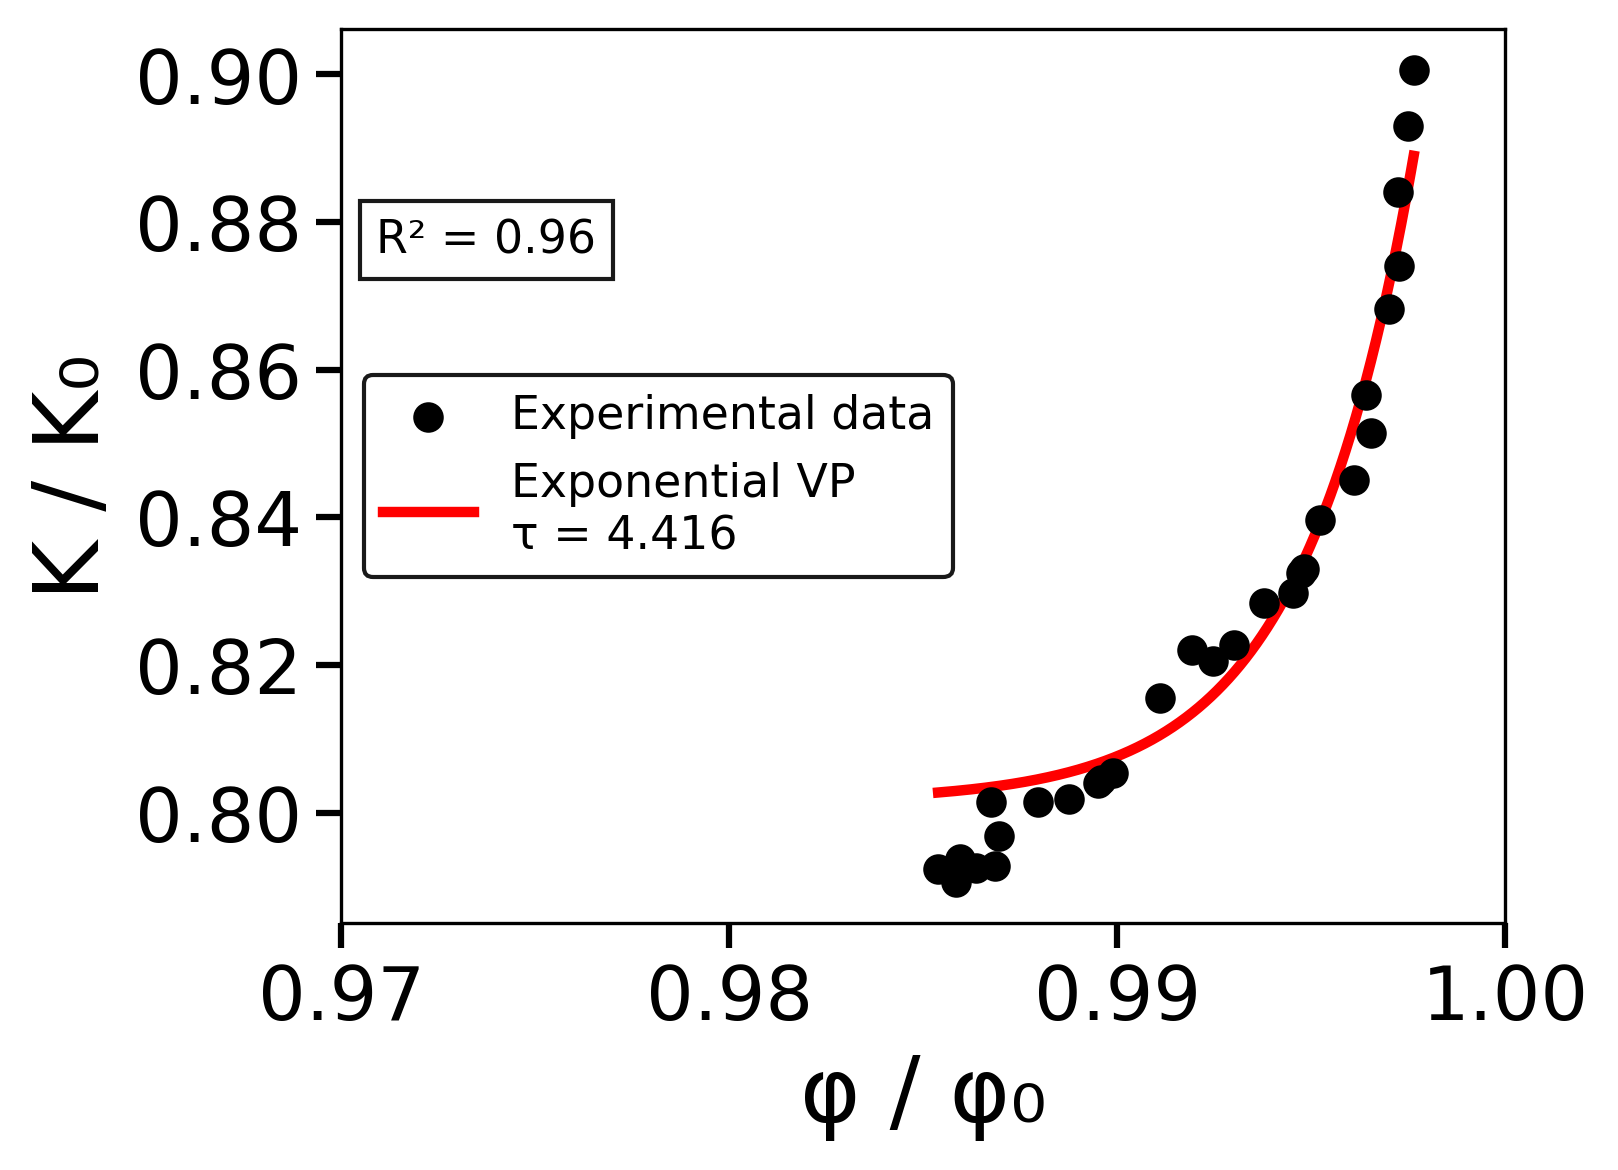 0.90
0.88
0.86
0.84
0.82
0.80
K / K₀
R² = 0.96
Experimental data
Exponential VP
τ = 4.416
0.97
0.98
0.99
1.00
φ / φ₀